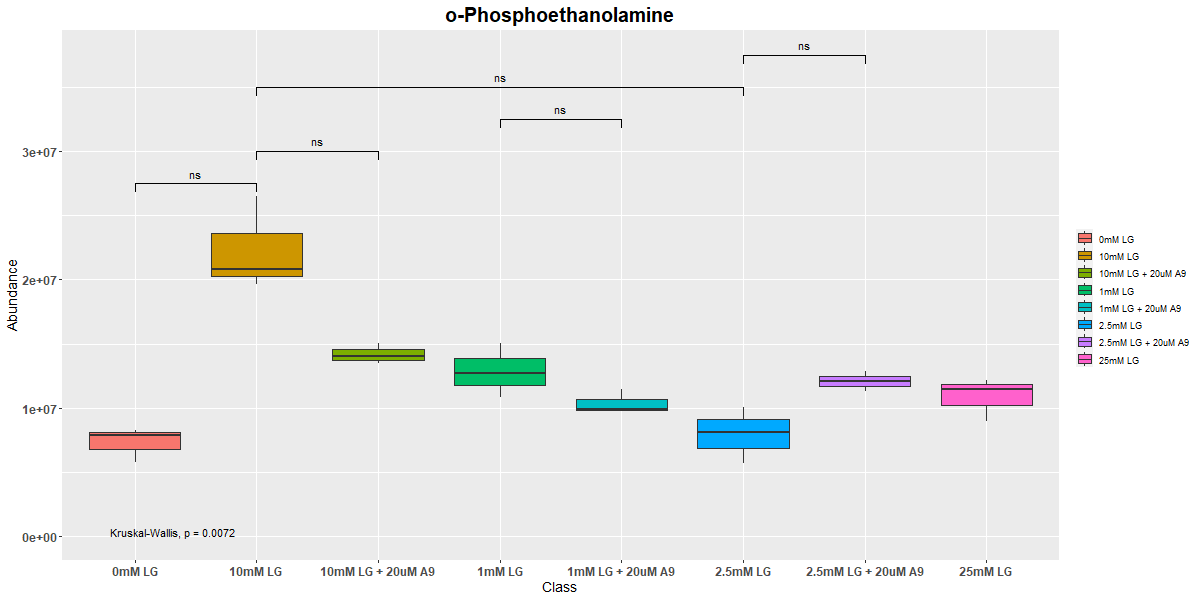 o-Phosphoethanolamine
ns
ns
ns
ns
ns
Abundance
3e+07
2e+07
1e+07
0e+00
Kruskal-Wallis, p = 0.0072
0mM LG 10mM LG 10mM LG + 20uM A9 1mM LG 1mM LG + 20uM A9 2.5mM LG 2.5mM LG + 20uM A9 25mM LG
Class
0mM LG
10mM LG
10mM LG + 20uM A9
1mM LG
1mM LG + 20uM A9
2.5mM LG
2.5mM LG + 20uM A9
25mM LG